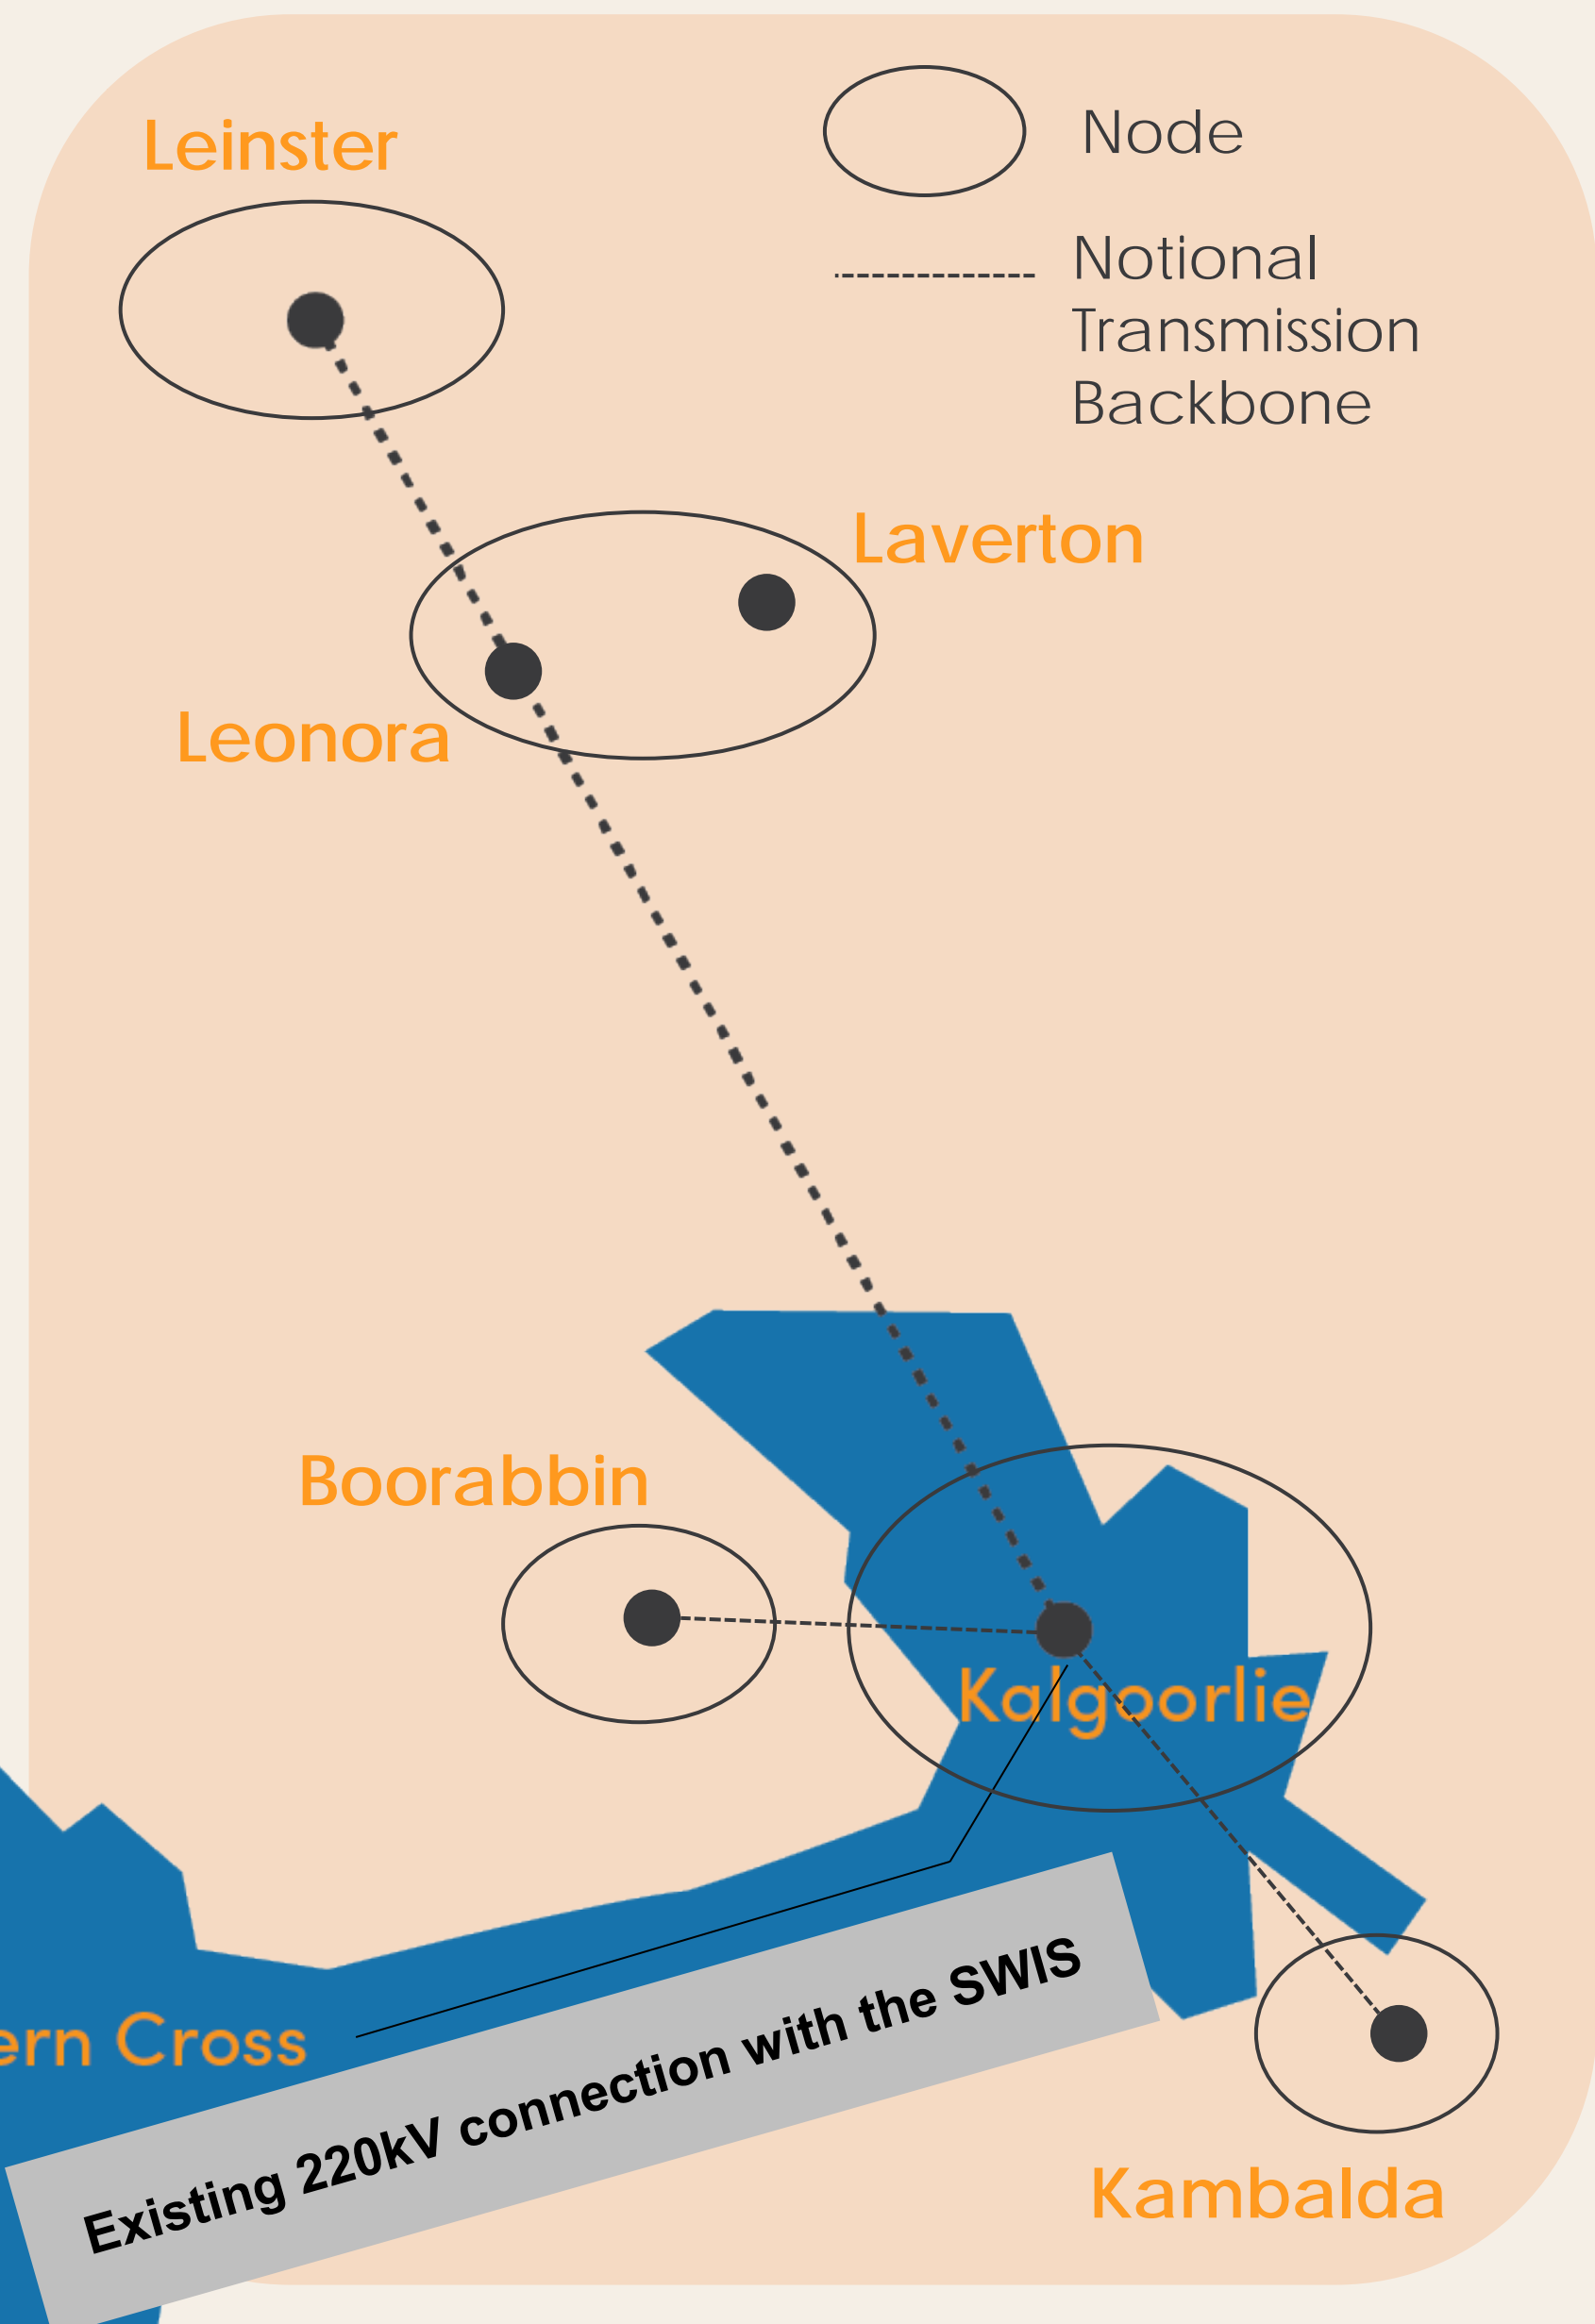 Leinster
Node
Notional
Transmission
Backbone
Laverton
Leonora
Boorabbin
Kalgoorlie
ern Cross
Existing 220kV connection with the SWIS
Kambalda